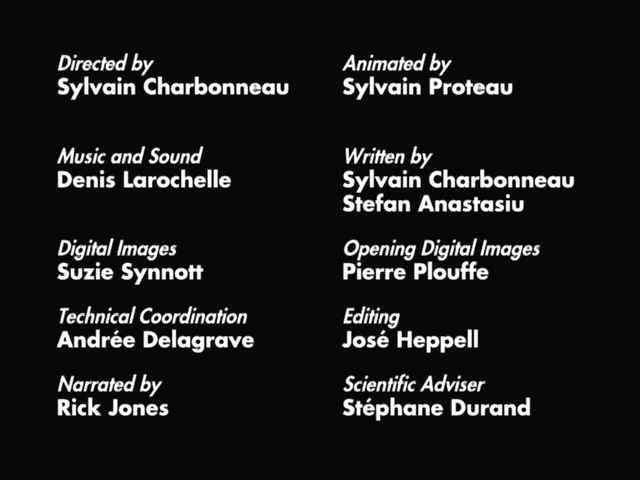 Directed by
Sylvain Charbonneau
Animated by
Sylvain Proteau
Music and Sound
Denis Larochelle
Written by
Sylvain Charbonneau
Stefan Anastasiu
Digital Images
Suzie Synnott
Opening Digital Images
Pierre Plouffe
Technical Coordination
Andrée Delagrave
Editing
José Heppell
Narrated by
Rick Jones
Scientific Adviser
Stéphane Durand